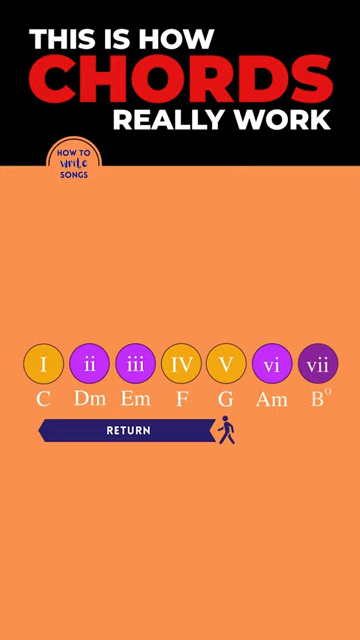 THIS IS HOW
CHORDS
REALLY WORK
HOW TO
write
SONGS
I ii iii IV V vi vii
C Dm Em F G Am B°
RETURN